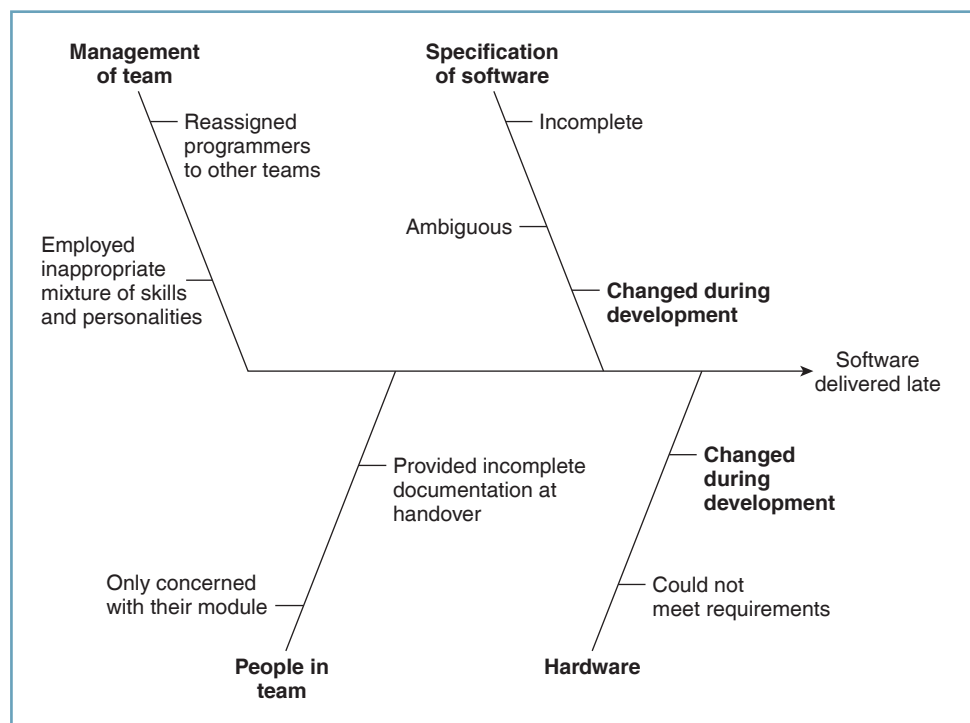 Management
of team
Reassigned
programmers
to other teams
Employed
inappropriate
mixture of skills
and personalities
Specification
of software
Incomplete
Ambiguous
Changed during
development
Software
delivered late
Provided incomplete
documentation at
handover
Only concerned
with their module
People in
team
Changed
during
development
Could not
meet requirements
Hardware